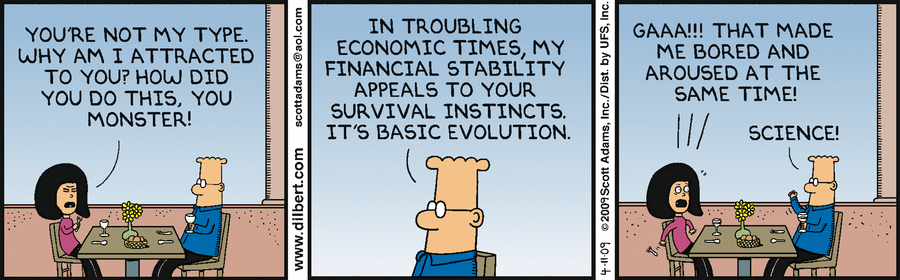 YOU'RE NOT MY TYPE.
WHY AM I ATTRACTED
TO YOU? HOW DID
YOU DO THIS, YOU
MONSTER!
www.dilbert.com
scottadams@aol.com
IN TROUBLING
ECONOMIC TIMES, MY
FINANCIAL STABILITY
APPEALS TO YOUR
SURVIVAL INSTINCTS.
IT'S BASIC EVOLUTION.
4-11-09 © 2009 Scott Adams, Inc./Dist. by UFS, Inc.
GAAA!!! THAT MADE
ME BORED AND
AROUSED AT THE
SAME TIME!
SCIENCE!